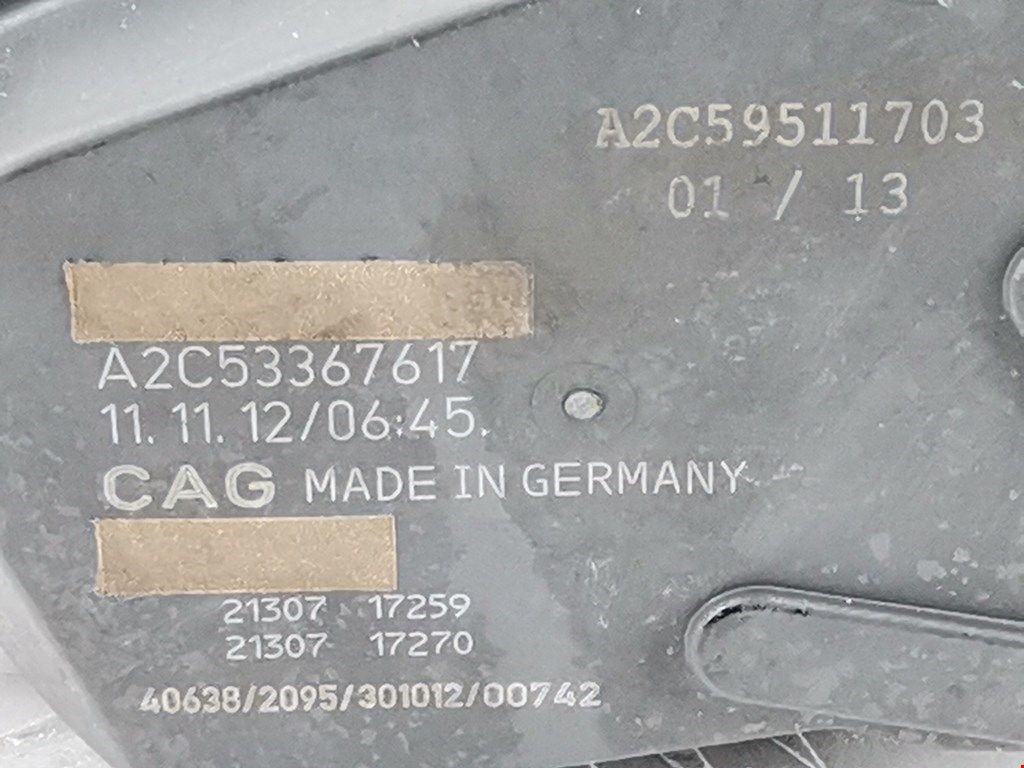 A2C59511703
01 / 13
A2C53367617
11.11.12/06:45.
CAG MADE IN GERMANY
21307 17259
21307 17270
40638/2095/301012/00742